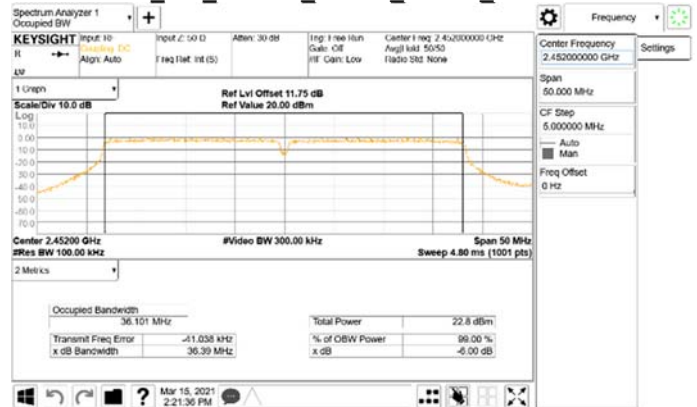 Spectrum Analyzer 1
Occupied BW
KEYSIGHT
R
Input: RF
Coupling: DC
Align: Auto
Input Z: 50 Ω
Freq Ref: Int (S)
Atten: 30 dB
Trig: Free Run
Gate: Off
#IF Gain: Low
Center Freq: 2.452000000 GHz
Avg|Hold: 50/50
Radio Std: None
1 Graph
Scale/Div 10.0 dB
Ref Lvl Offset 11.75 dB
Ref Value 20.00 dBm
Log
10.0
0.00
-10.0
-20.0
-30.0
-40.0
-50.0
-60.0
-70.0
Center 2.45200 GHz
#Res BW 100.00 kHz
#Video BW 300.00 kHz
Span 50 MHz
Sweep 4.80 ms (1001 pts)
2 Metrics
Occupied Bandwidth
36.101 MHz
Total Power 22.8 dBm
Transmit Freq Error -41.038 kHz
% of OBW Power 99.00 %
x dB Bandwidth 36.39 MHz
x dB -6.00 dB
Mar 15, 2021
2:21:36 PM
Frequency
Settings
Center Frequency
2.452000000 GHz
Span
50.000 MHz
CF Step
5.000000 MHz
Auto
Man
Freq Offset
0 Hz